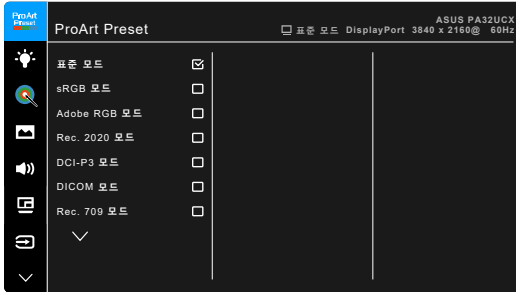 ProArt
Preset
ProArt Preset
ASUS PA32UCX
표준 모드 DisplayPort 3840 x 2160@ 60Hz
표준 모드
sRGB 모드
Adobe RGB 모드
Rec. 2020 모드
DCI-P3 모드
DICOM 모드
Rec. 709 모드